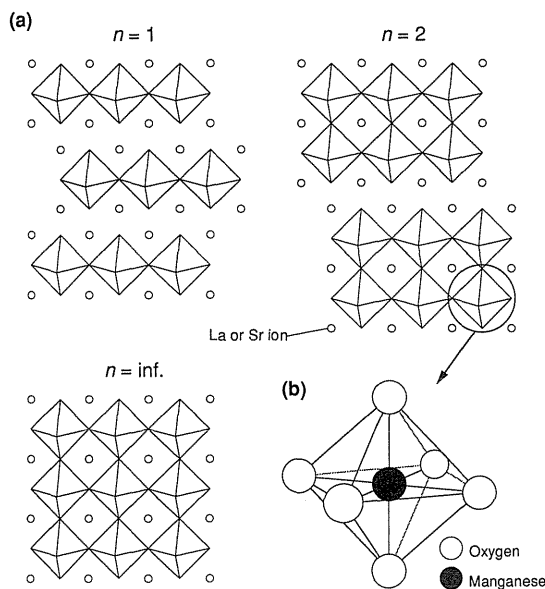 (a)
n = 1
n = 2
La or Sr ion
n = inf.
(b)
Oxygen
Manganese